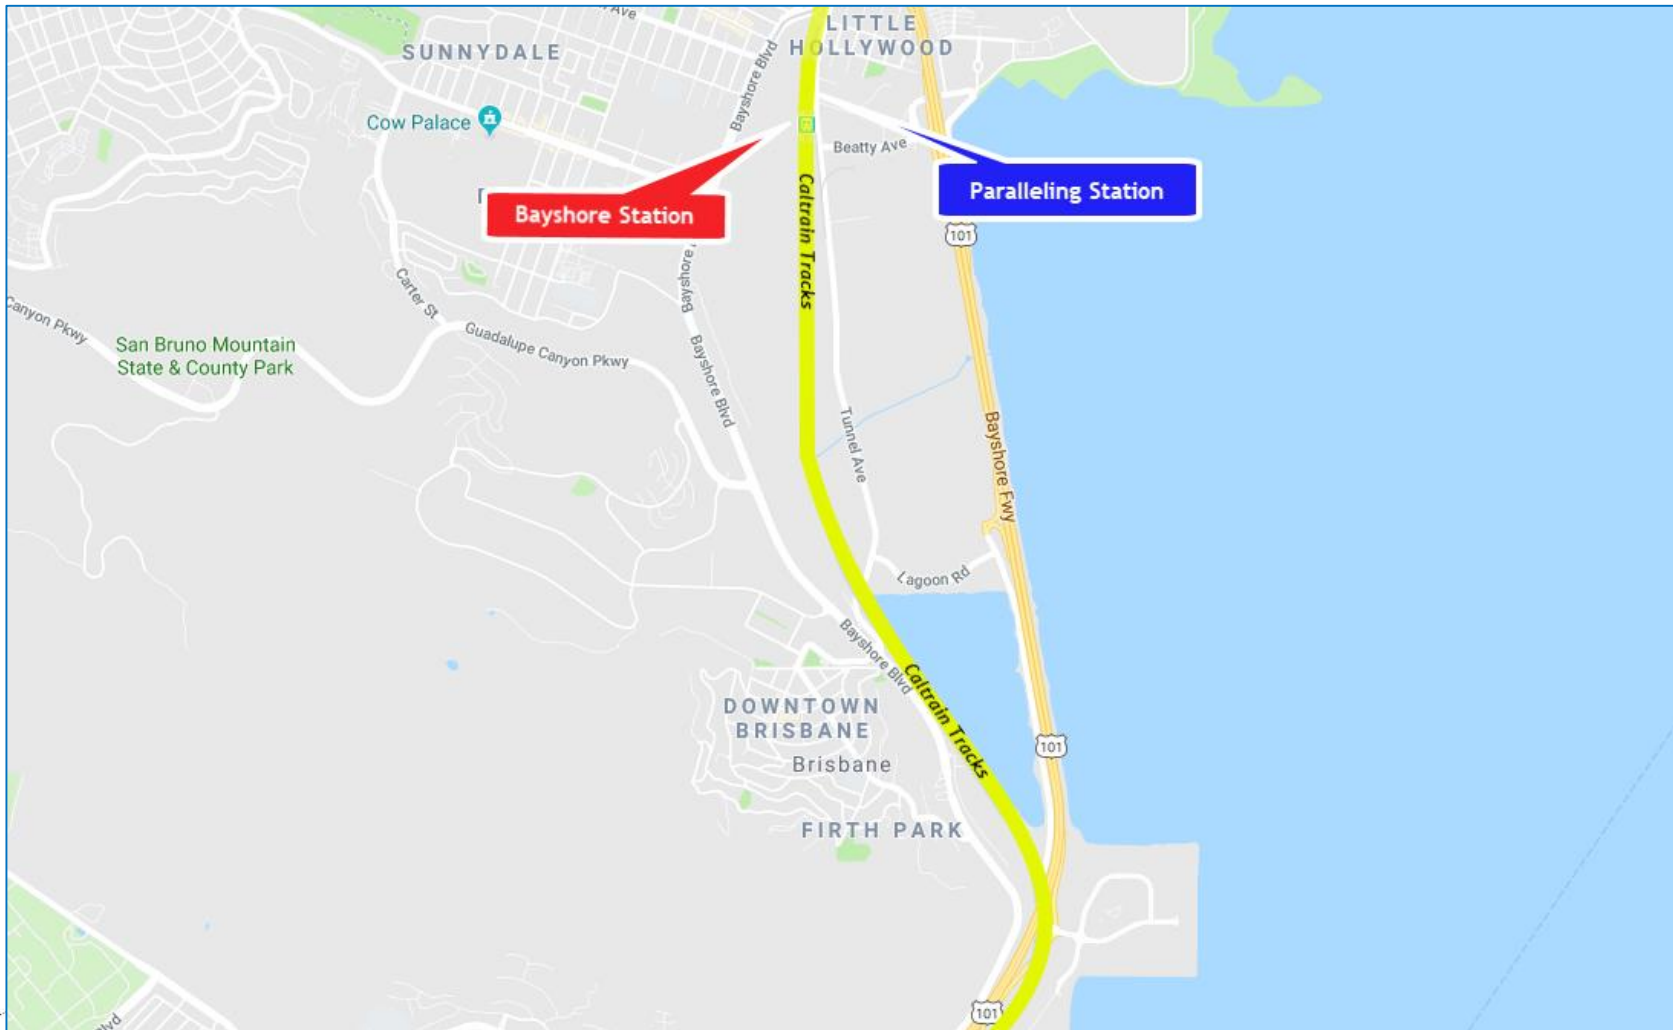 Ave
LITTLE
HOLLYWOOD
SUNNYDALE
Bayshore Blvd
Cow Palace
Beatty Ave
Bayshore Station
Paralleling Station
101
Caltrain Tracks
Bayshore
Carter St
Canyon Pkwy
Guadalupe Canyon Pkwy
San Bruno Mountain
State & County Park
Bayshore Blvd
Tunnel Ave
Bayshore Fwy
Lagoon Rd
Bayshore Blvd
Caltrain Tracks
DOWNTOWN
BRISBANE
Brisbane
101
FIRTH PARK
101